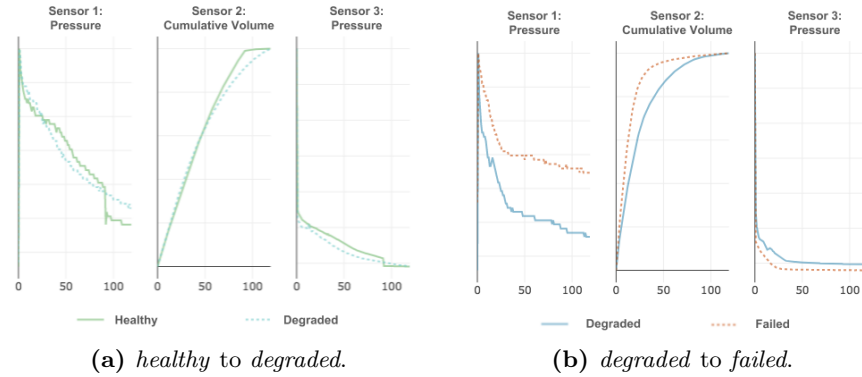 Sensor 1:
Pressure
Sensor 2:
Cumulative Volume
Sensor 3:
Pressure
0 50 100 0 50 100 0 50 100
Healthy Degraded
(a) healthy to degraded.
Sensor 1:
Pressure
Sensor 2:
Cumulative Volume
Sensor 3:
Pressure
0 50 100 0 50 100 0 50 100
Degraded Failed
(b) degraded to failed.